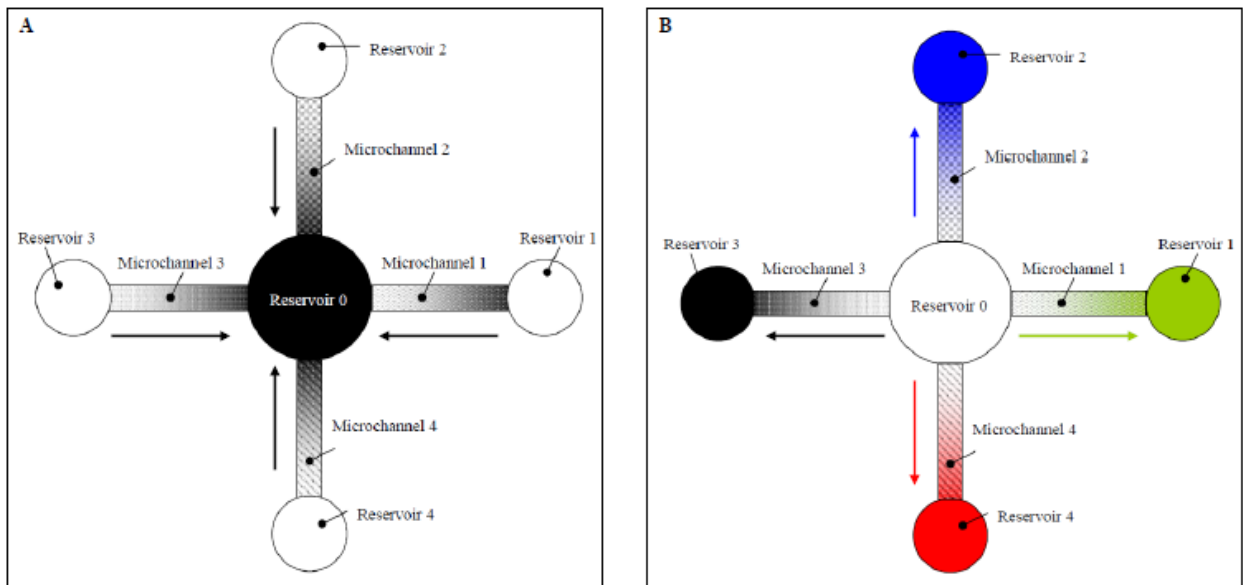 A
Reservoir 2
Microchannel 2
Reservoir 3
Reservoir 1
Microchannel 3
Microchannel 1
Reservoir 0
Microchannel 4
Reservoir 4
B
Reservoir 2
Microchannel 2
Reservoir 3
Reservoir 1
Microchannel 3
Microchannel 1
Reservoir 0
Microchannel 4
Reservoir 4